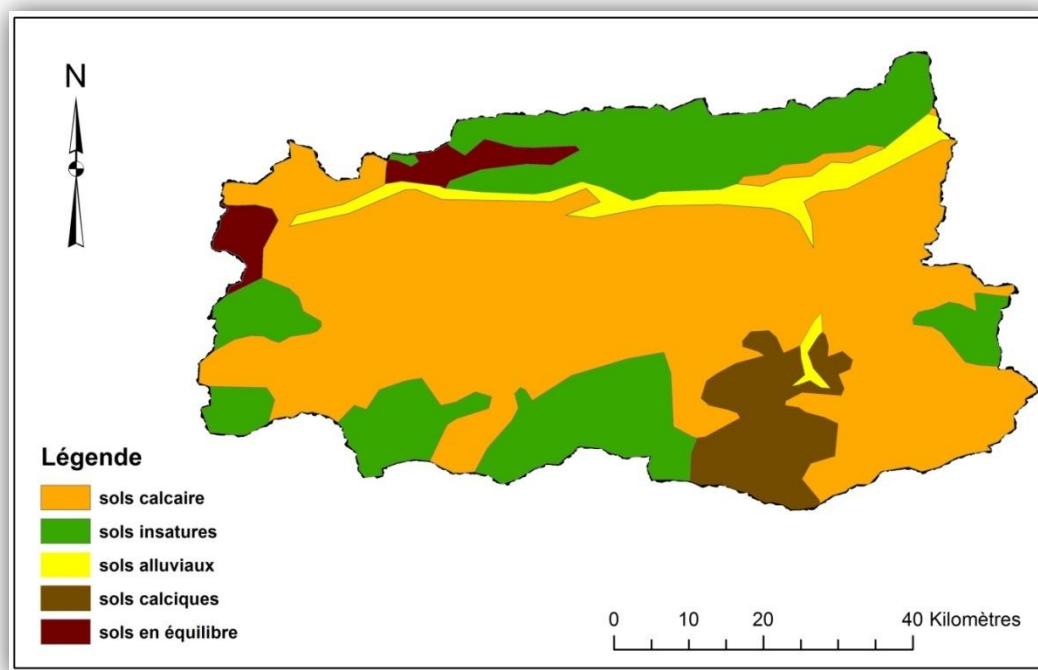 N
Légende
sols calcaire
sols insatures
sols alluviaux
sols calciques
sols en équilibre
0 10 20 40 Kilomètres